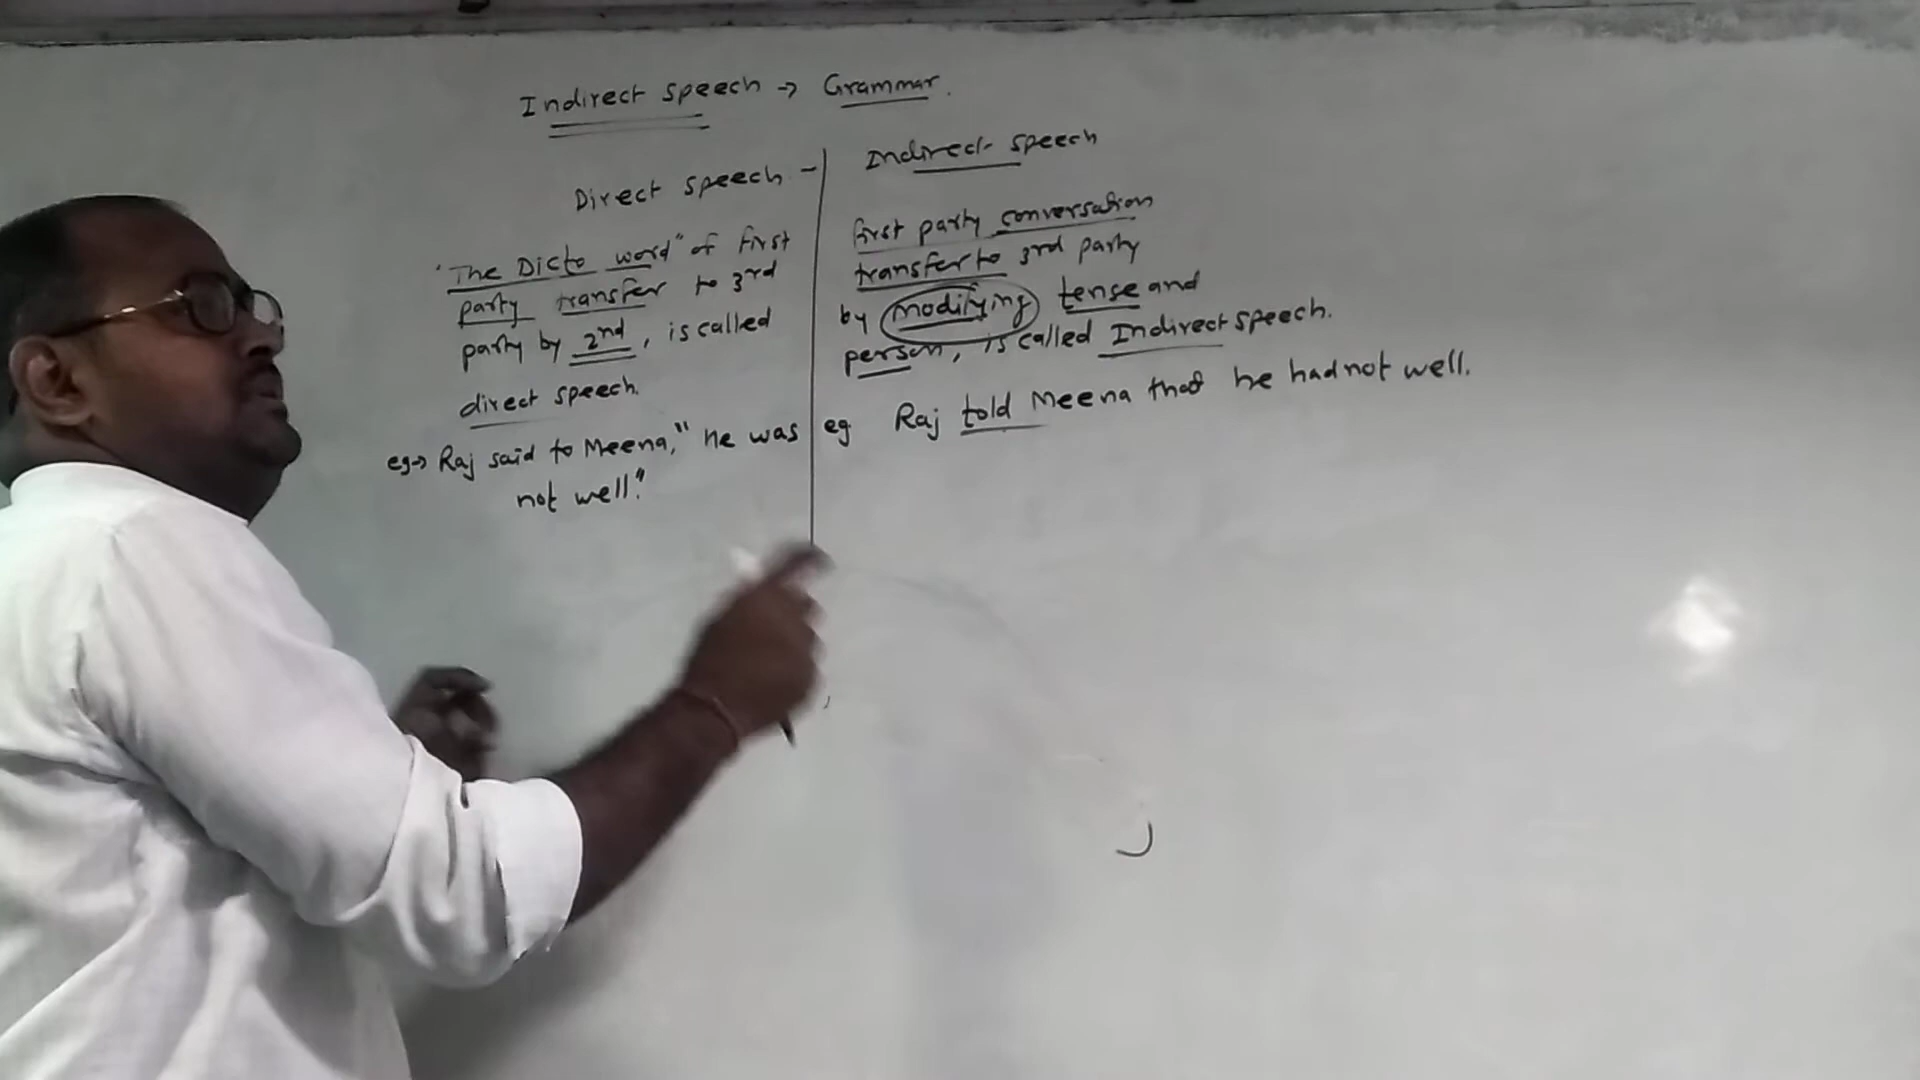 Indirect speech → Grammar.
Direct speech -
"The Dicto word" of first
party transfer to 3rd
party by 2nd, is called
direct speech.
eg→ Raj said to Meena," he was
not well."
Indirect speech
first party conversation
transfer to 3rd party
by modifying tense and
person, is called Indirect speech.
eg Raj told Meena that he had not well.